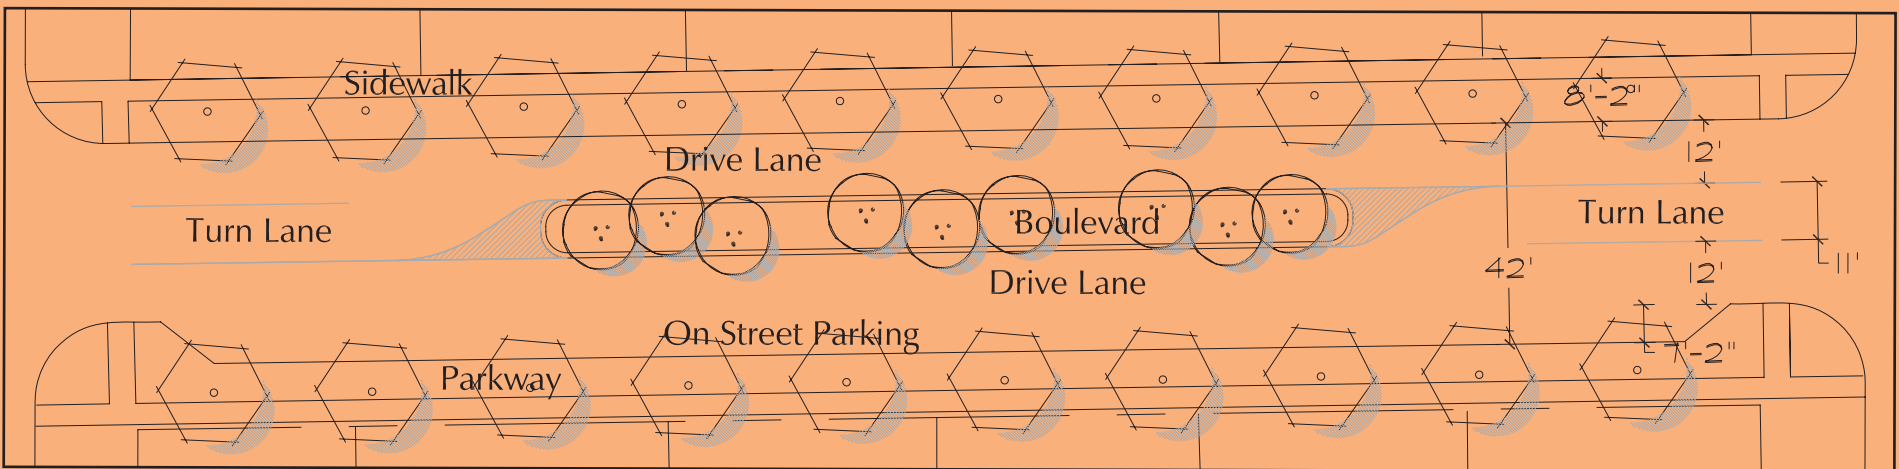 Sidewalk
8'-2"
Drive Lane
12'
Turn Lane
Boulevard
Turn Lane
42'
12'
11'
Drive Lane
On Street Parking
7'-2"
Parkway